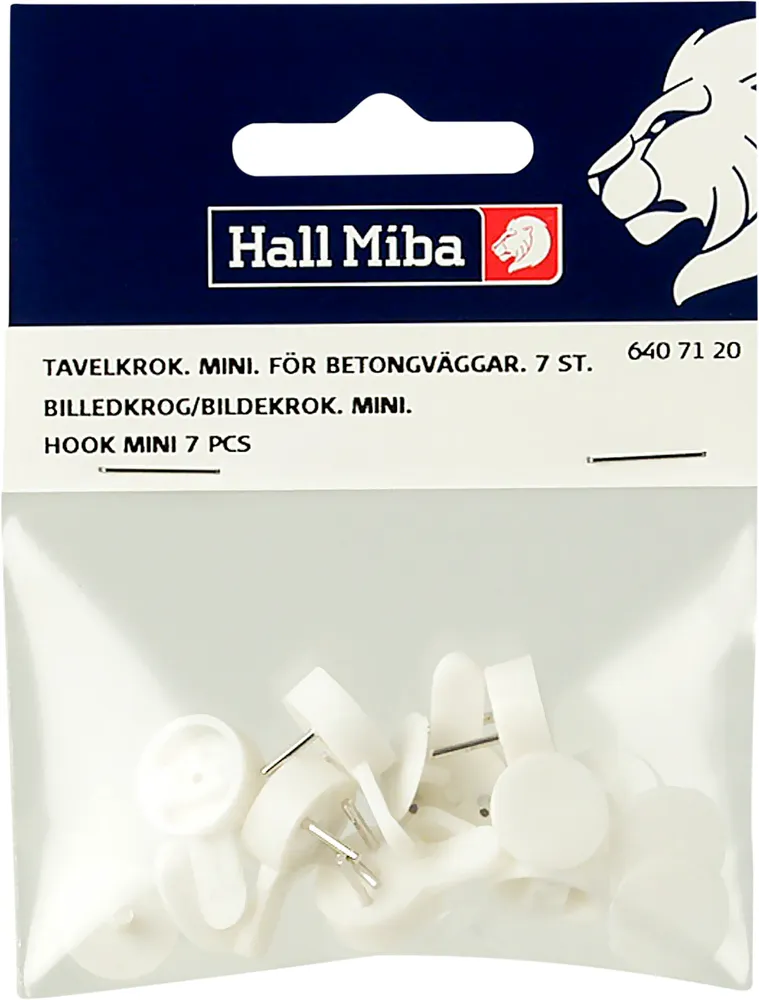 Hall Miba
640 71 20
TAVELKROK. MINI. FÖR BETONGVÄGGAR. 7 ST.
BILLEDKROG/BILDEKROK. MINI.
HOOK MINI 7 PCS